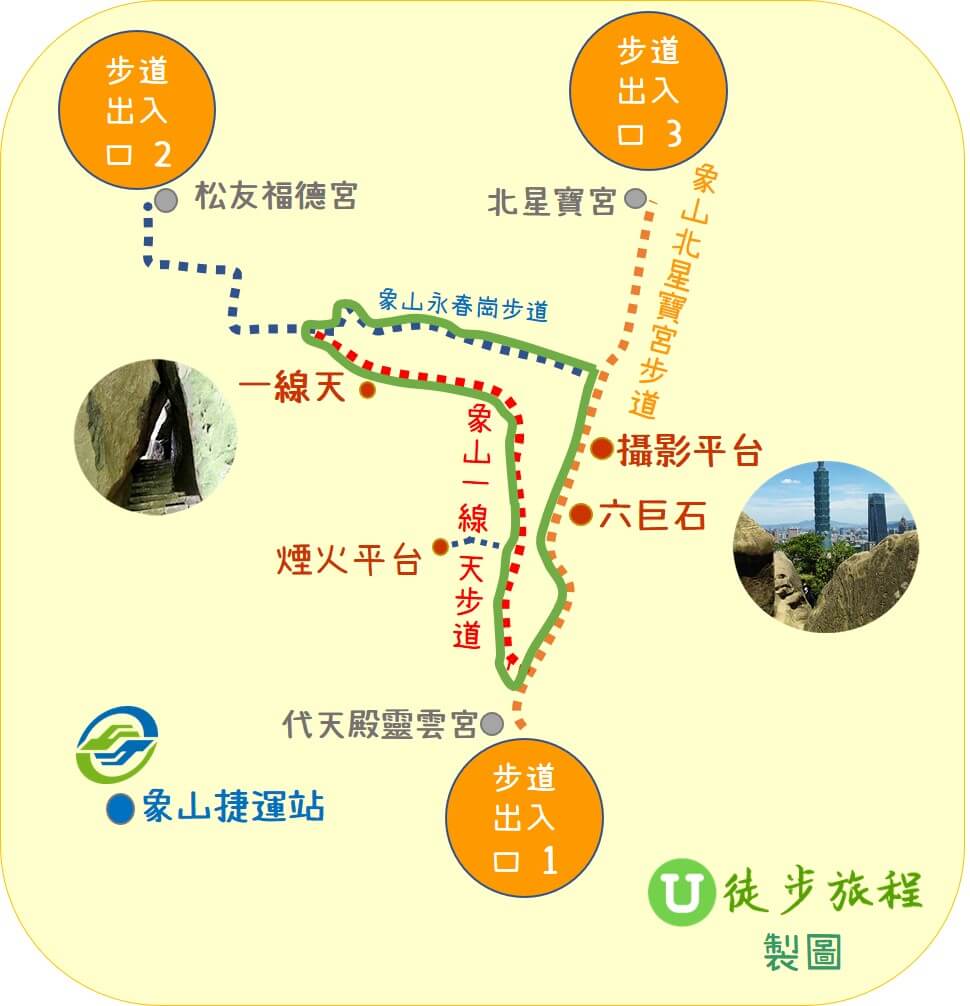 步道
出入
口 2
步道
出入
口 3
松友福德宮
北星寶宮
象山北星寶宮步道
象山永春崗步道
一線天
象山一線天步道
攝影平台
六巨石
煙火平台
代天殿靈雲宮
步道
出入
口 1
象山捷運站
U 徒步旅程
製圖